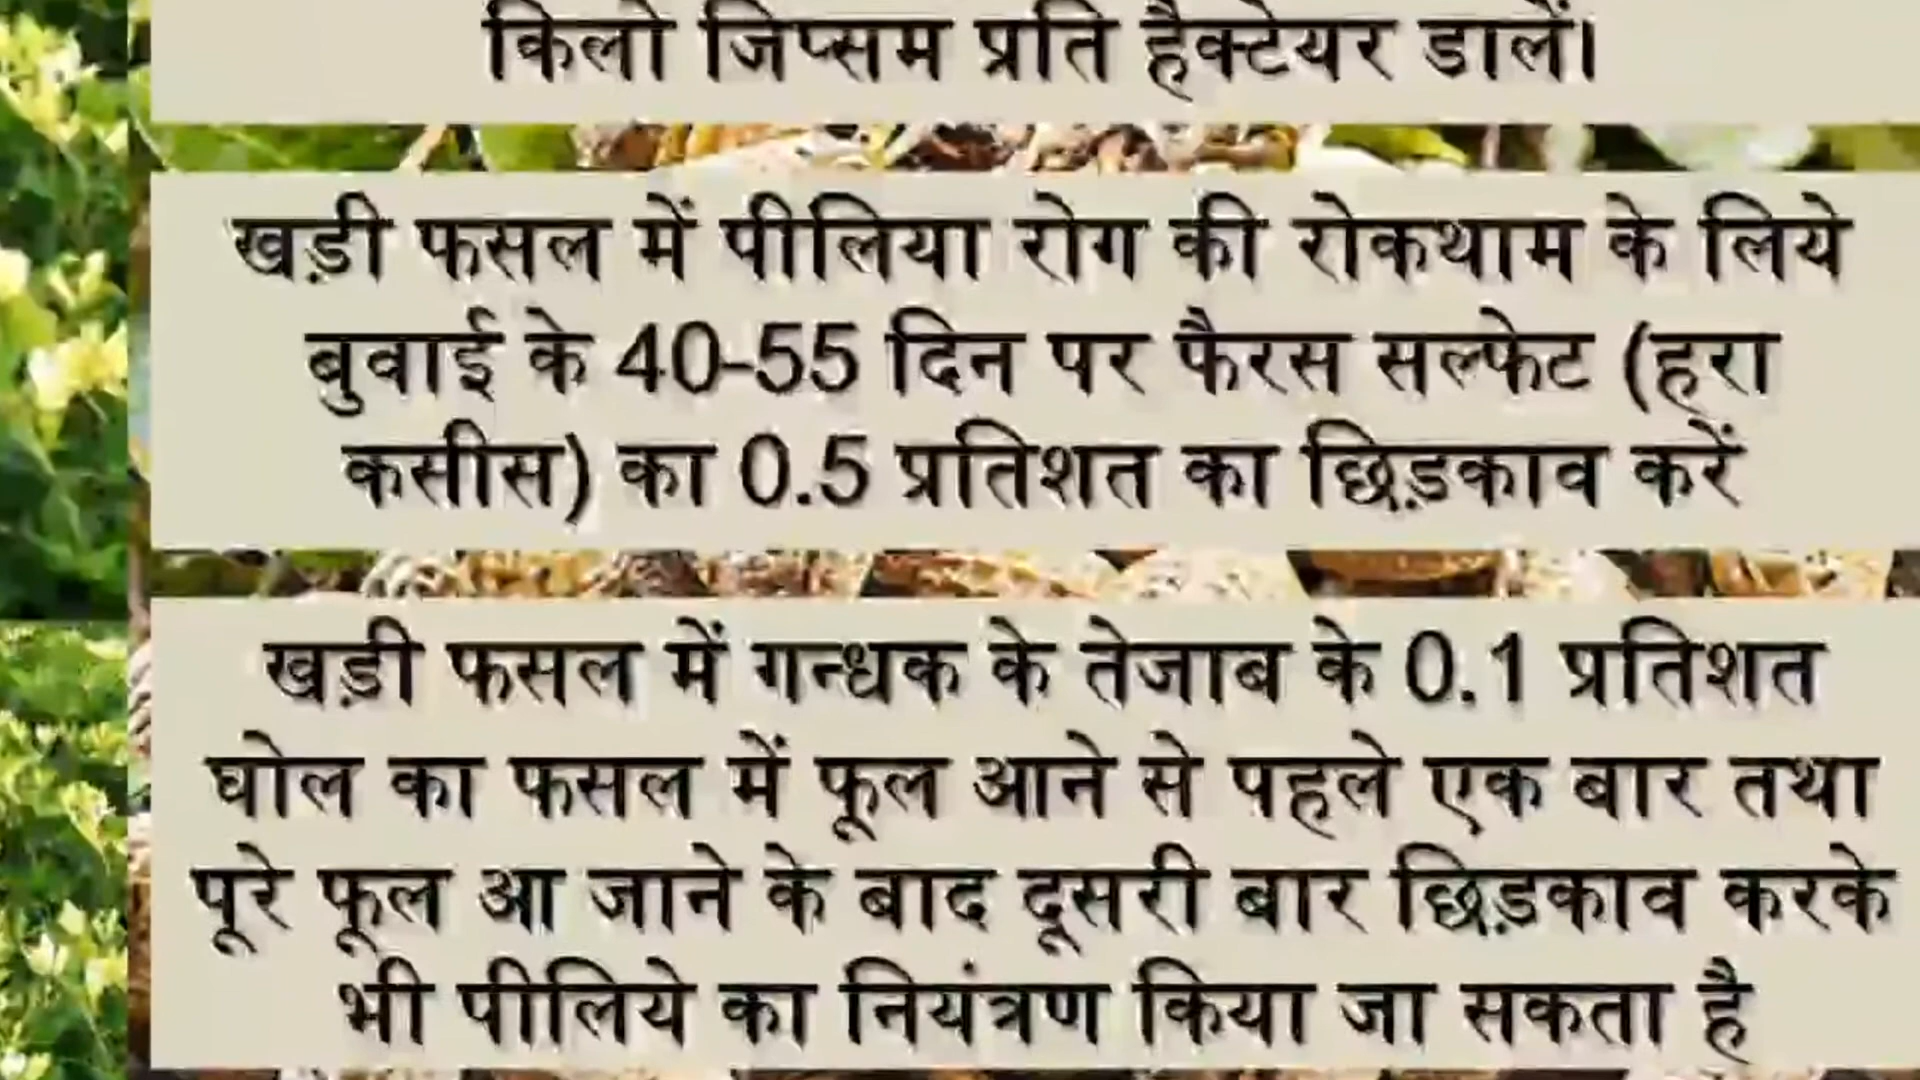 किलो जिप्सम प्रति हैक्टेयर डालें।
खड़ी फसल में पीलिया रोग की रोकथाम के लिये
बुवाई के 40-55 दिन पर फैरस सल्फेट (हरा
कसीस) का 0.5 प्रतिशत का छिड़काव करें
खड़ी फसल में गन्धक के तेजाब के 0.1 प्रतिशत
घोल का फसल में फूल आने से पहले एक बार तथा
पूरे फूल आ जाने के बाद दूसरी बार छिड़काव करके
भी पीलिये का नियंत्रण किया जा सकता है